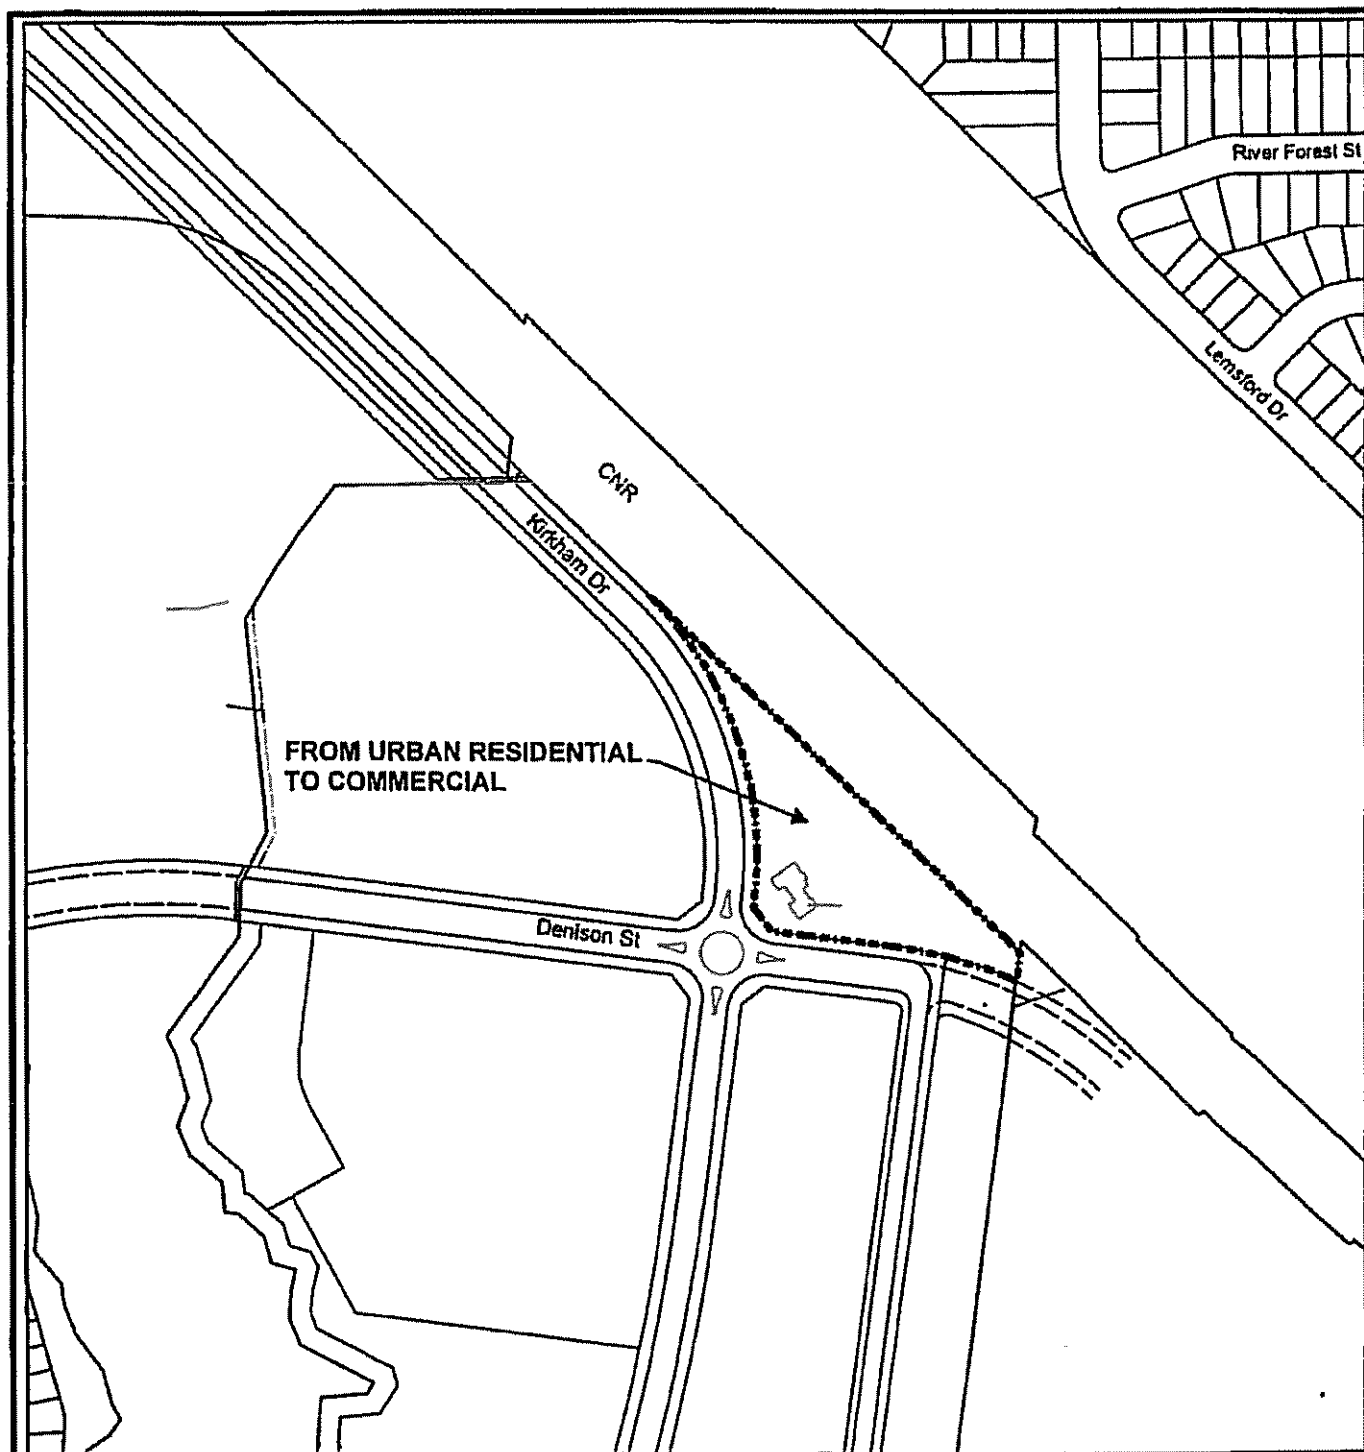 River Forest St
Lemsford Dr
CNR
Kirkham Dr
FROM URBAN RESIDENTIAL
TO COMMERCIAL
Denison St